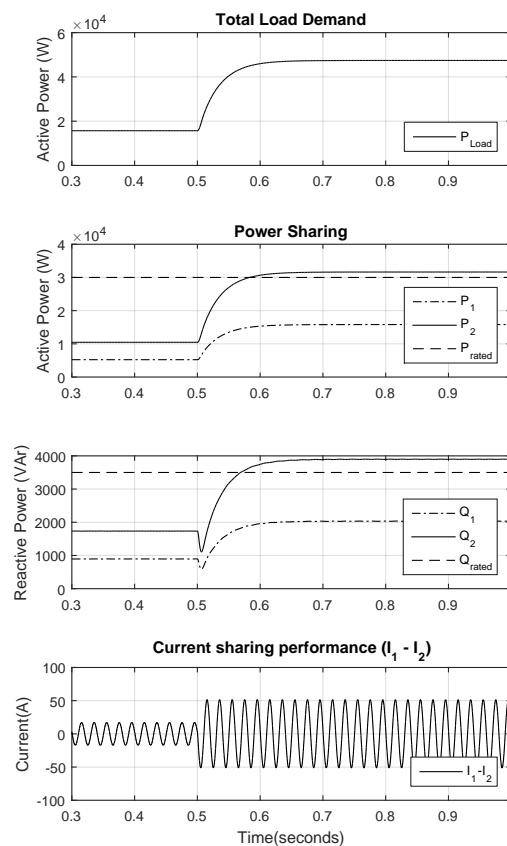 Total Load Demand
×10^4
Active Power (W)
6
4
2
0
P_Load
0.3 0.4 0.5 0.6 0.7 0.8 0.9
Power Sharing
×10^4
Active Power (W)
4
3
2
1
0
P_1
P_2
P_rated
0.3 0.4 0.5 0.6 0.7 0.8 0.9
Reactive Power (VAr)
4000
3000
2000
1000
0
Q_1
Q_2
Q_rated
0.3 0.4 0.5 0.6 0.7 0.8 0.9
Current sharing performance (I_1 - I_2)
Current(A)
100
50
0
-50
-100
I_1-I_2
0.3 0.4 0.5 0.6 0.7 0.8 0.9
Time(seconds)